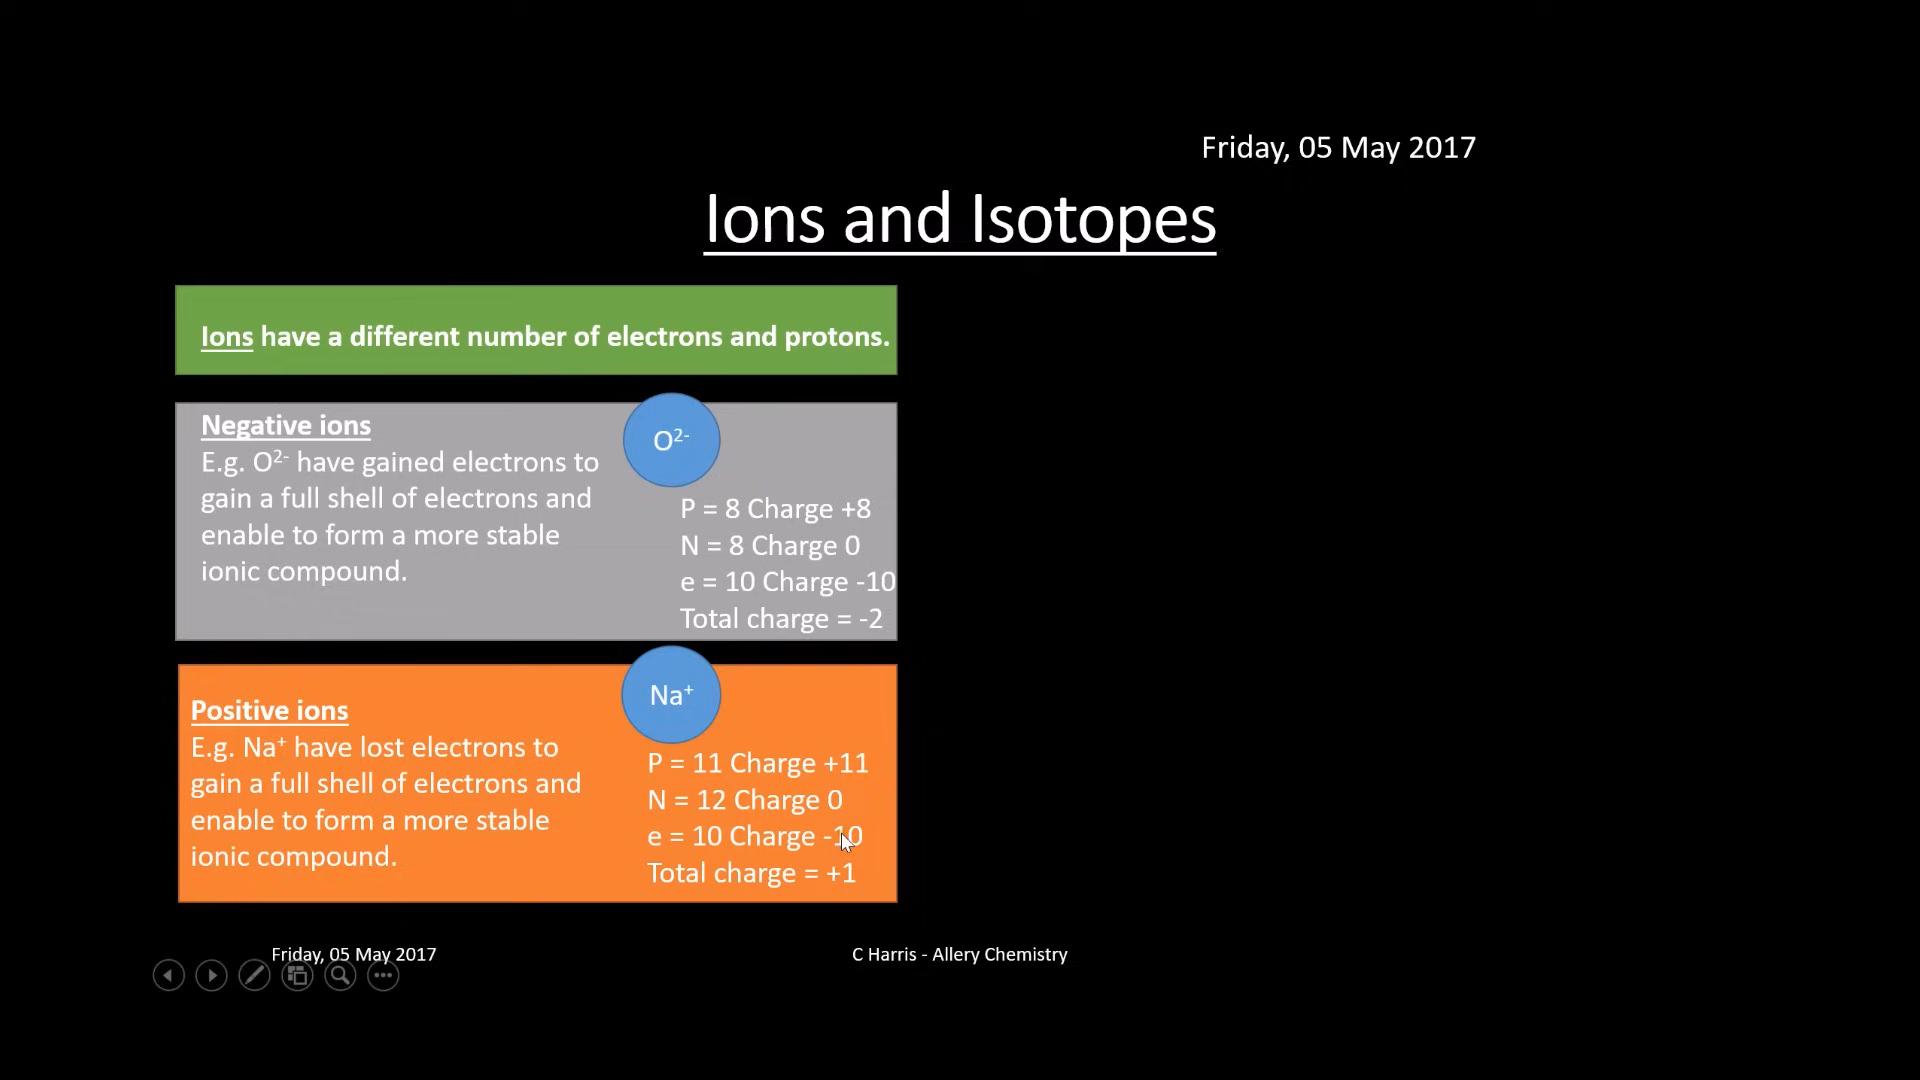 Friday, 05 May 2017
Ions and Isotopes
Ions have a different number of electrons and protons.
Negative ions
E.g. O²⁻ have gained electrons to
gain a full shell of electrons and
enable to form a more stable
ionic compound.
O²⁻
P = 8 Charge +8
N = 8 Charge 0
e = 10 Charge -10
Total charge = -2
Positive ions
E.g. Na⁺ have lost electrons to
gain a full shell of electrons and
enable to form a more stable
ionic compound.
Na⁺
P = 11 Charge +11
N = 12 Charge 0
e = 10 Charge -10
Total charge = +1
Friday, 05 May 2017
C Harris - Allery Chemistry